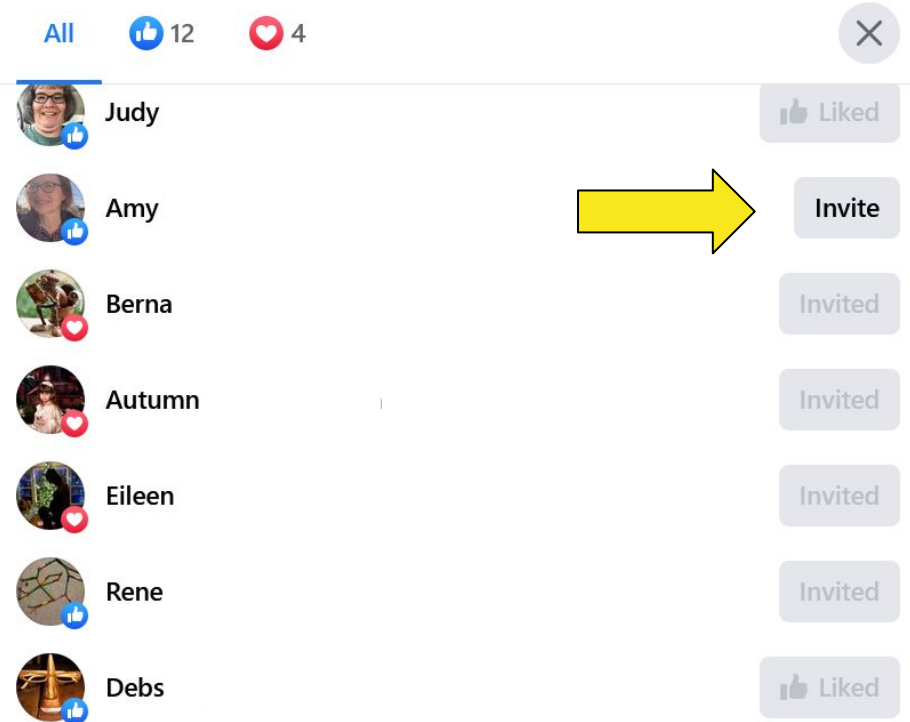 All 12 4
Judy Liked
Amy Invite
Berna Invited
Autumn Invited
Eileen Invited
Rene Invited
Debs Liked